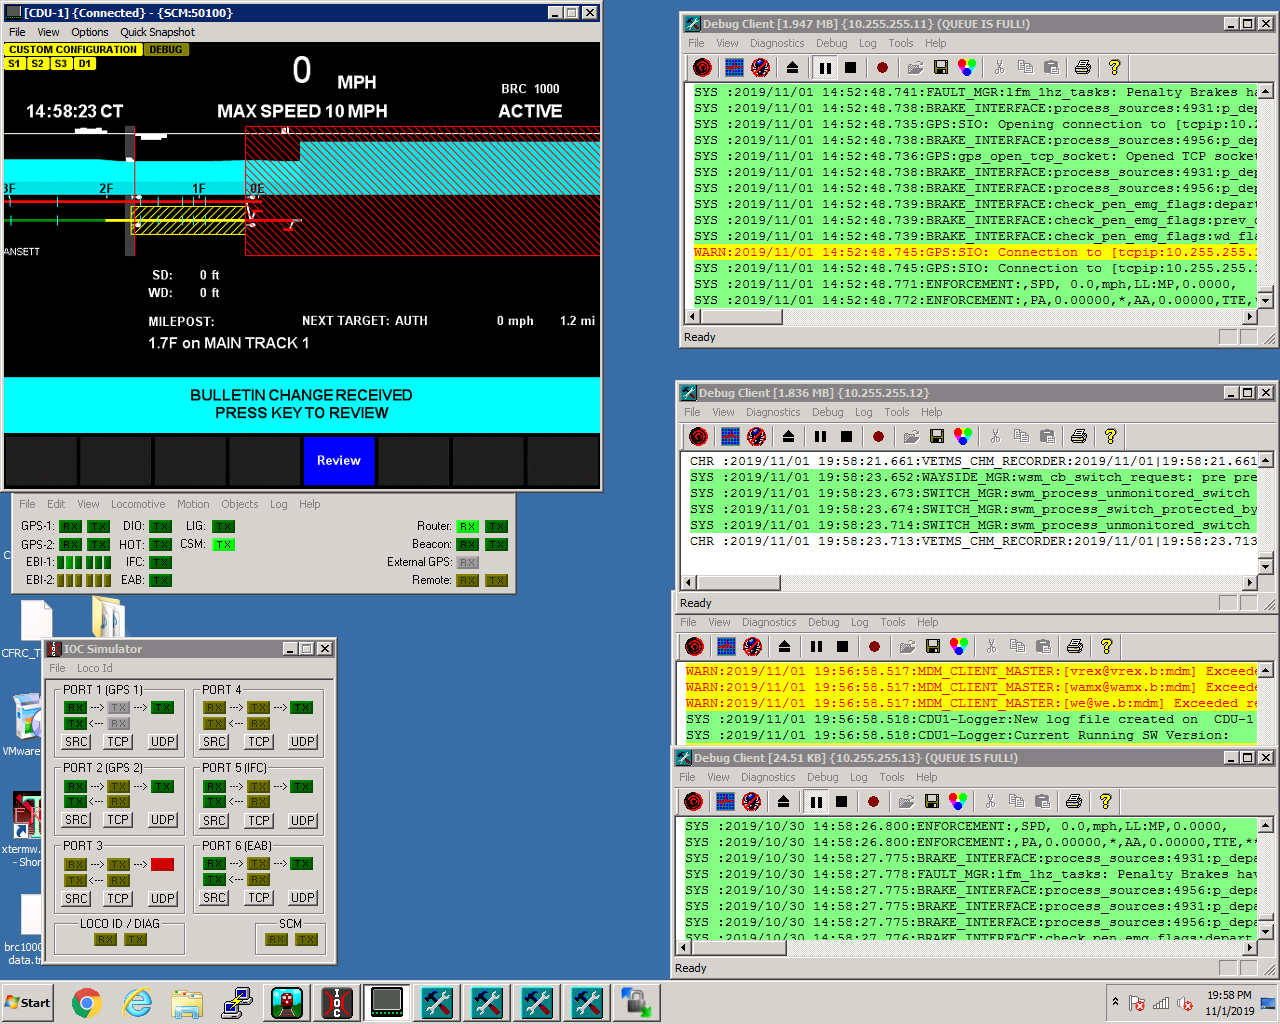 [CDU-1] {Connected} - {SCM:50100}
File View Options Quick Snapshot
CUSTOM CONFIGURATION DEBUG
S1 S2 S3 D1
0 MPH
BRC 1000
14:58:23 CT
MAX SPEED 10 MPH
ACTIVE
3F 2F 1F 0F
ANSETT
SD: 0 ft
WD: 0 ft
MILEPOST:
NEXT TARGET: AUTH 0 mph 1.2 mi
1.7F on MAIN TRACK 1
BULLETIN CHANGE RECEIVED
PRESS KEY TO REVIEW
Review
File Edit View Locomotive Motion Objects Log Help
GPS-1: RX TX DIO: TX LIG: TX Router: RX TX
GPS-2: RX TX HOT: TX CSM: TX Beacon: RX TX
EBI-1: IFC: TX External GPS: RX
EBI-2: EAB: TX Remote: RX TX
CFRC_T
VMware
xtermw.
- Shor
brc1000
data.tr
IOC Simulator
File Loco Id
PORT 1 (GPS 1)
RX --> TX --> TX
TX <-- RX
SRC TCP UDP
PORT 4
RX --> TX --> TX
TX <-- RX
SRC TCP UDP
PORT 2 (GPS 2)
RX --> TX --> TX
TX <-- RX
SRC TCP UDP
PORT 5 (IFC)
RX --> TX --> TX
TX <-- RX
SRC TCP UDP
PORT 3
RX --> TX -->
TX <-- RX
SRC TCP UDP
PORT 6 (EAB)
RX --> TX --> TX
TX <-- RX
SRC TCP UDP
LOCO ID / DIAG
RX TX
SCM
RX TX
Debug Client [1.947 MB] {10.255.255.11} (QUEUE IS FULL!)
File View Diagnostics Debug Log Tools Help
SYS :2019/11/01 14:52:48.741:FAULT_MGR:lfm_1hz_tasks: Penalty Brakes ha
SYS :2019/11/01 14:52:48.738:BRAKE_INTERFACE:process_sources:4931:p_dep
SYS :2019/11/01 14:52:48.735:GPS:SIO: Opening connection to [tcpip:10.2
SYS :2019/11/01 14:52:48.738:BRAKE_INTERFACE:process_sources:4956:p_dep
SYS :2019/11/01 14:52:48.736:GPS:gps_open_tcp_socket: Opened TCP socket
SYS :2019/11/01 14:52:48.738:BRAKE_INTERFACE:process_sources:4931:p_dep
SYS :2019/11/01 14:52:48.738:BRAKE_INTERFACE:process_sources:4956:p_dep
SYS :2019/11/01 14:52:48.739:BRAKE_INTERFACE:check_pen_emg_flags:depart
SYS :2019/11/01 14:52:48.739:BRAKE_INTERFACE:check_pen_emg_flags:prev_d
SYS :2019/11/01 14:52:48.739:BRAKE_INTERFACE:check_pen_emg_flags:wd_fla
WARN:2019/11/01 14:52:48.745:GPS:SIO: Connection to [tcpip:10.255.255.1
SYS :2019/11/01 14:52:48.745:GPS:SIO: Connection to [tcpip:10.255.255.1
SYS :2019/11/01 14:52:48.771:ENFORCEMENT:,SPD, 0.0,mph,LL:MP,0.0000,
SYS :2019/11/01 14:52:48.772:ENFORCEMENT:,PA,0.00000,*,AA,0.00000,TTE,*
Ready
Debug Client [1.836 MB] {10.255.255.12}
File View Diagnostics Debug Log Tools Help
CHR :2019/11/01 19:58:21.661:VETMS_CHM_RECORDER:2019/11/01|19:58:21.661
SYS :2019/11/01 19:58:23.652:WAYSIDE_MGR:wsm_cb_switch_request: pre pre
SYS :2019/11/01 19:58:23.673:SWITCH_MGR:swm_process_unmonitored_switch
SYS :2019/11/01 19:58:23.674:SWITCH_MGR:swm_process_switch_protected_by
SYS :2019/11/01 19:58:23.714:SWITCH_MGR:swm_process_unmonitored_switch
CHR :2019/11/01 19:58:23.713:VETMS_CHM_RECORDER:2019/11/01|19:58:23.713
Ready
File View Diagnostics Debug Log Tools Help
WARN:2019/11/01 19:56:58.517:MDM_CLIENT_MASTER:[vrex@vrex.b:mdm] Exceede
WARN:2019/11/01 19:56:58.517:MDM_CLIENT_MASTER:[wamx@wamx.b:mdm] Exceede
WARN:2019/11/01 19:56:58.517:MDM_CLIENT_MASTER:[we@we.b:mdm] Exceeded re
SYS :2019/11/01 19:56:58.518:CDU1-Logger:New log file created on CDU-1
SYS :2019/11/01 19:56:58.518:CDU1-Logger:Current Running SW Version:
Debug Client [24.51 KB] {10.255.255.13} (QUEUE IS FULL!)
File View Diagnostics Debug Log Tools Help
SYS :2019/10/30 14:58:26.800:ENFORCEMENT:,SPD, 0.0,mph,LL:MP,0.0000,
SYS :2019/10/30 14:58:26.800:ENFORCEMENT:,PA,0.00000,*,AA,0.00000,TTE,**
SYS :2019/10/30 14:58:27.775:BRAKE_INTERFACE:process_sources:4931:p_depa
SYS :2019/10/30 14:58:27.778:FAULT_MGR:lfm_1hz_tasks: Penalty Brakes hav
SYS :2019/10/30 14:58:27.775:BRAKE_INTERFACE:process_sources:4956:p_depa
SYS :2019/10/30 14:58:27.775:BRAKE_INTERFACE:process_sources:4931:p_depa
SYS :2019/10/30 14:58:27.775:BRAKE_INTERFACE:process_sources:4956:p_depa
SYS :2019/10/30 14:58:27.776:BRAKE_INTERFACE:check_pen_emg_flags:depart
Ready
Start
IOC
19:58 PM
11/1/2019